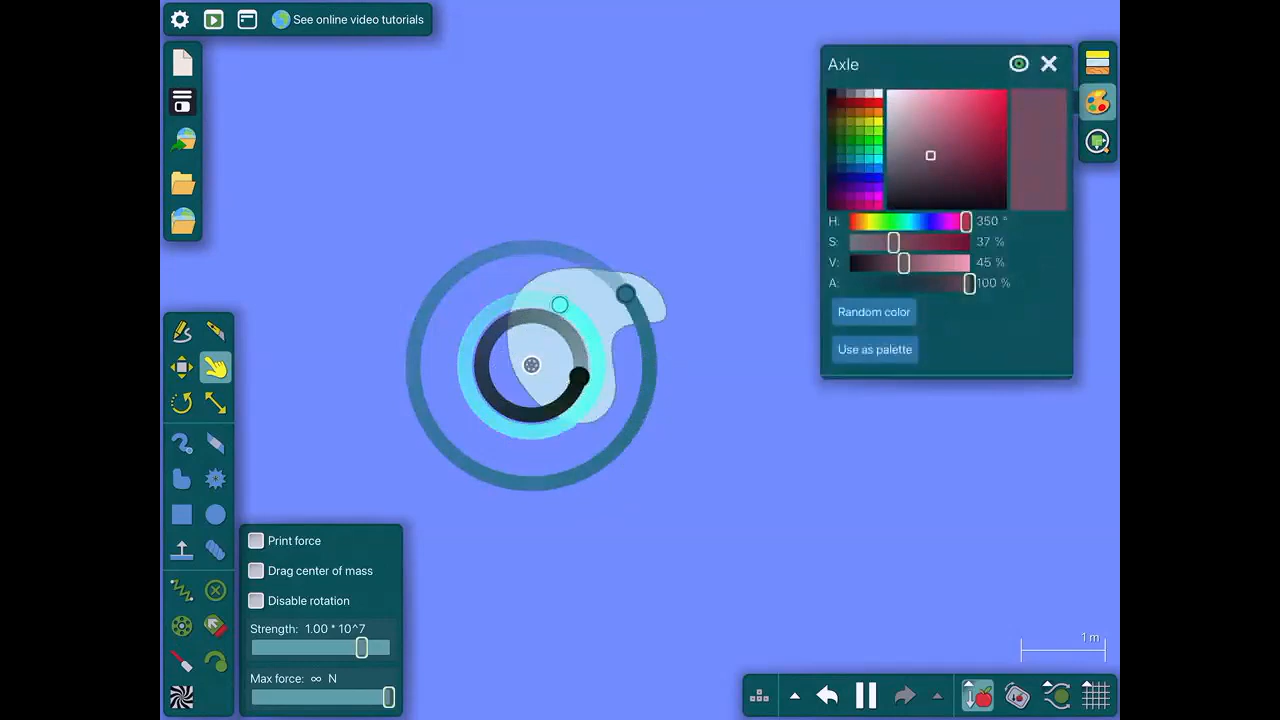 See online video tutorials
Axle
H: 350 °
S: 37 %
V: 45 %
A: 100 %
Random color
Use as palette
Print force
Drag center of mass
Disable rotation
Strength: 1.00 * 10^7
Max force: ∞ N
1 m